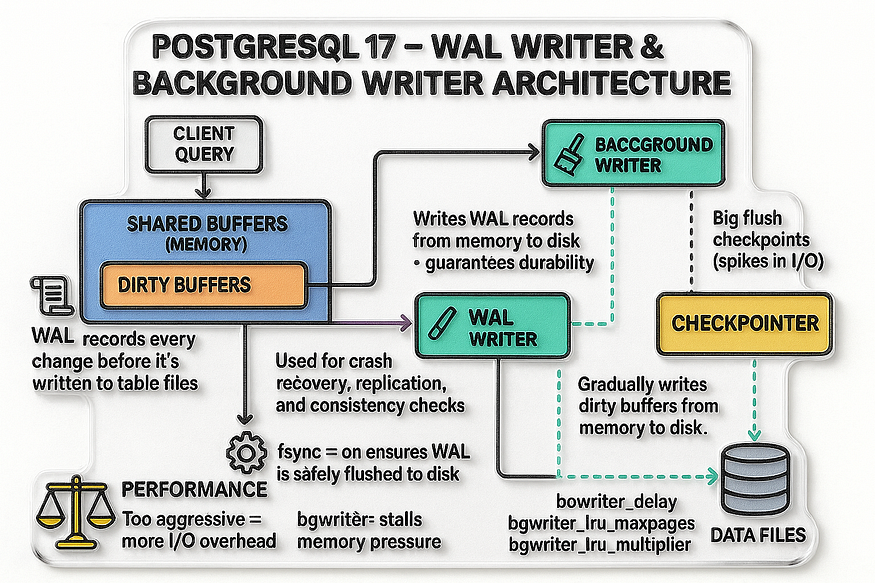 POSTGRESQL 17 – WAL WRITER &
BACKGROUND WRITER ARCHITECTURE
CLIENT
QUERY
SHARED BUFFERS
(MEMORY)
DIRTY BUFFERS
BACCGROUND
WRITER
Writes WAL records
from memory to disk
• guarantees durability
Big flush
checkpoints
(spikes in I/O)
WAL records every
change before it's
written to table files
WAL
WRITER
CHECKPOINTER
Used for crash
recovery, replication,
and consistency checks
Gradually writes
dirty buffers from
memory to disk.
fsync = on ensures WAL
is safely flushed to disk
PERFORMANCE
Too aggressive =
more I/O overhead
bgwritèr= stalls
memory pressure
bowriter_delay
bgwriter_lru_maxpages
bgwriter_lru_multiplier
DATA FILES